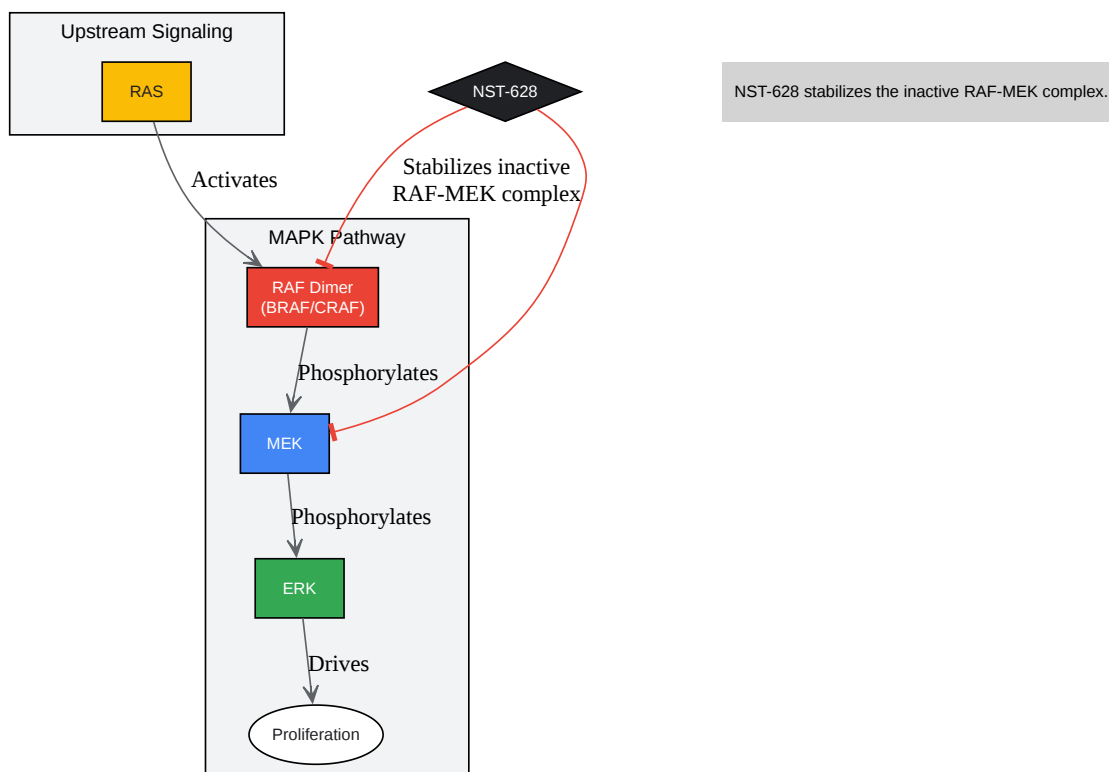 Upstream Signaling
RAS
NST-628
NST-628 stabilizes the inactive RAF-MEK complex.
Activates
Stabilizes inactive
RAF-MEK complex
MAPK Pathway
RAF Dimer
(BRAF/CRAF)
Phosphorylates
MEK
Phosphorylates
ERK
Drives
Proliferation